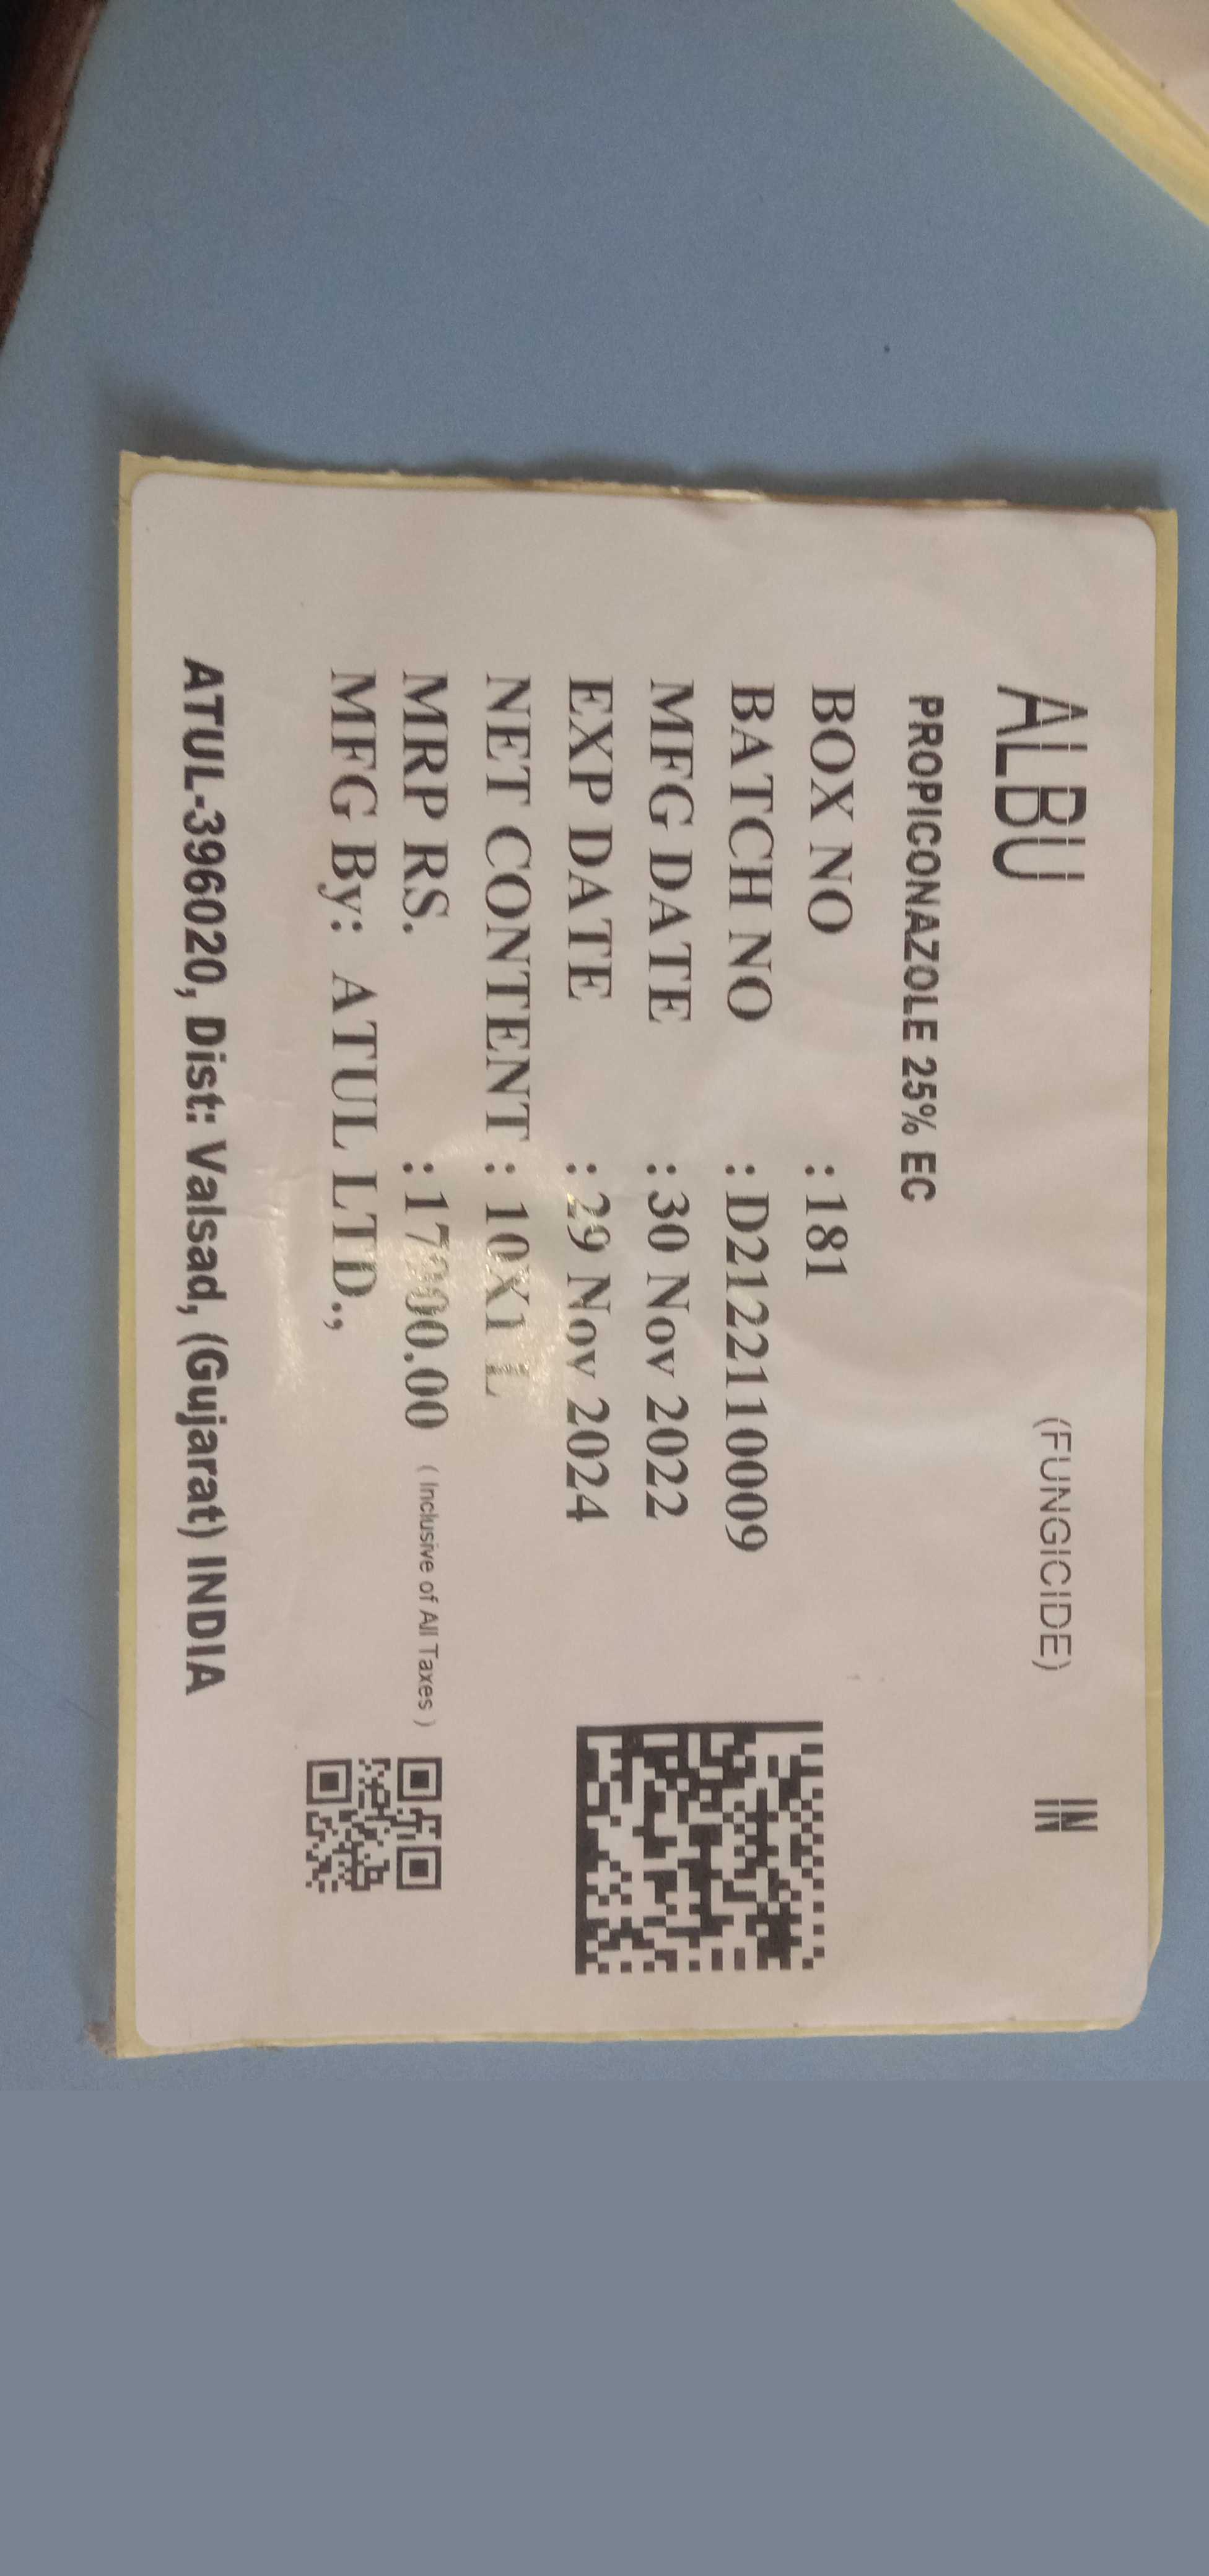 ALBU (FUNGICIDE) IN
PROPICONAZOLE 25% EC
BOX NO :181
BATCH NO :D2122110009
MFG DATE :30 Nov 2022
EXP DATE :29 Nov 2024
NET CONTENT : 10X1 L
MRP RS. ( Inclusive of All Taxes )
MFG By: ATUL LTD.,
ATUL-396020, Dist: Valsad, (Gujarat) INDIA